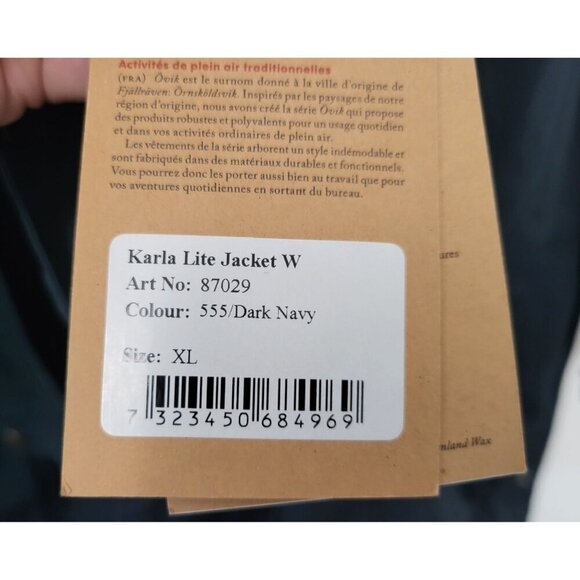 Activités de plein air traditionnelles
(FRA) Övik est le surnom donné à la ville d'origine de
Fjällräven: Örnsköldsvik. Inspirés par les paysages de notre
région d'origine, nous avons créé la série Övik qui propose
des produits robustes et polyvalents pour un usage quotidien
et dans vos activités ordinaires de plein air.
Les vêtements de la série arborent un style indémodable et
sont fabriqués dans des matériaux durables et fonctionnels.
Vous pourrez donc les porter aussi bien au travail que pour
vos aventures quotidiennes en sortant du bureau.
Karla Lite Jacket W
Art No: 87029
Colour: 555/Dark Navy
Size: XL
7 323450 684969
ures
enland Wax